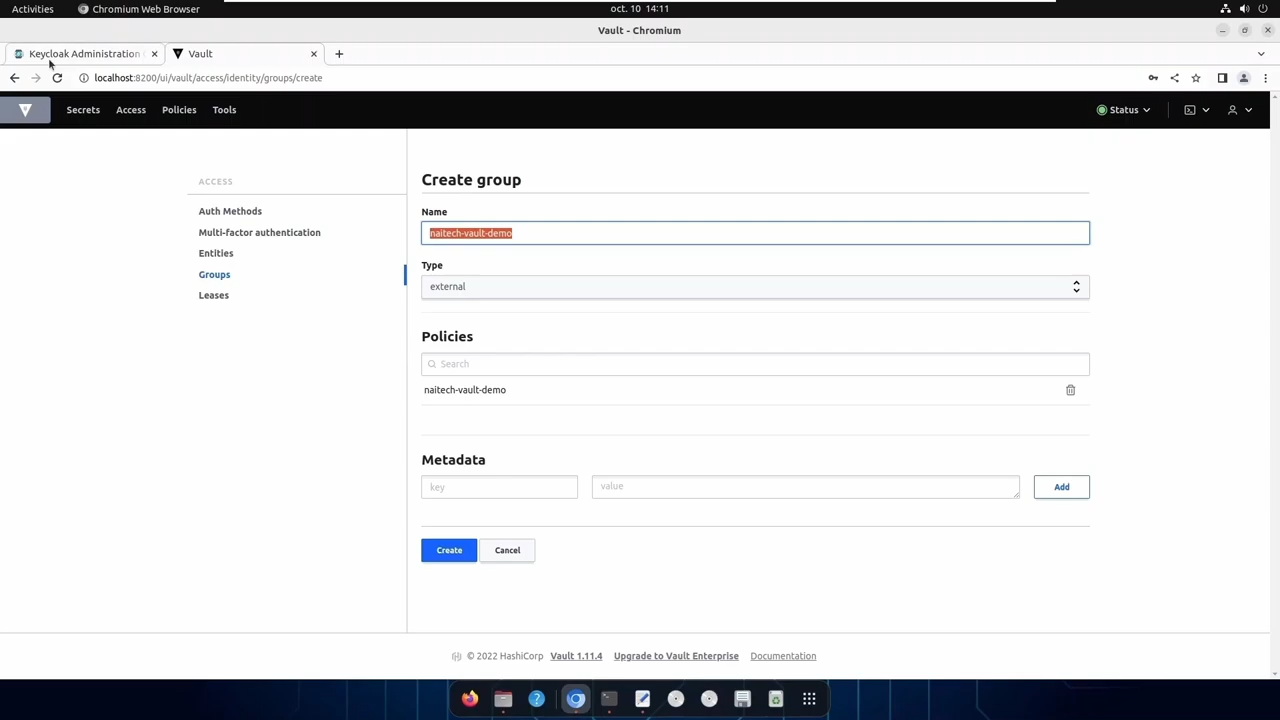 Activities
Chromium Web Browser
oct. 10 14:11
Vault - Chromium
Keycloak Administration
Vault
localhost:8200/ui/vault/access/identity/groups/create
Secrets
Access
Policies
Tools
Status
ACCESS
Auth Methods
Multi-factor authentication
Entities
Groups
Leases
Create group
Name
naitech-vault-demo
Type
external
Policies
Search
naitech-vault-demo
Metadata
key
value
Add
Create
Cancel
© 2022 HashiCorp Vault 1.11.4 Upgrade to Vault Enterprise Documentation